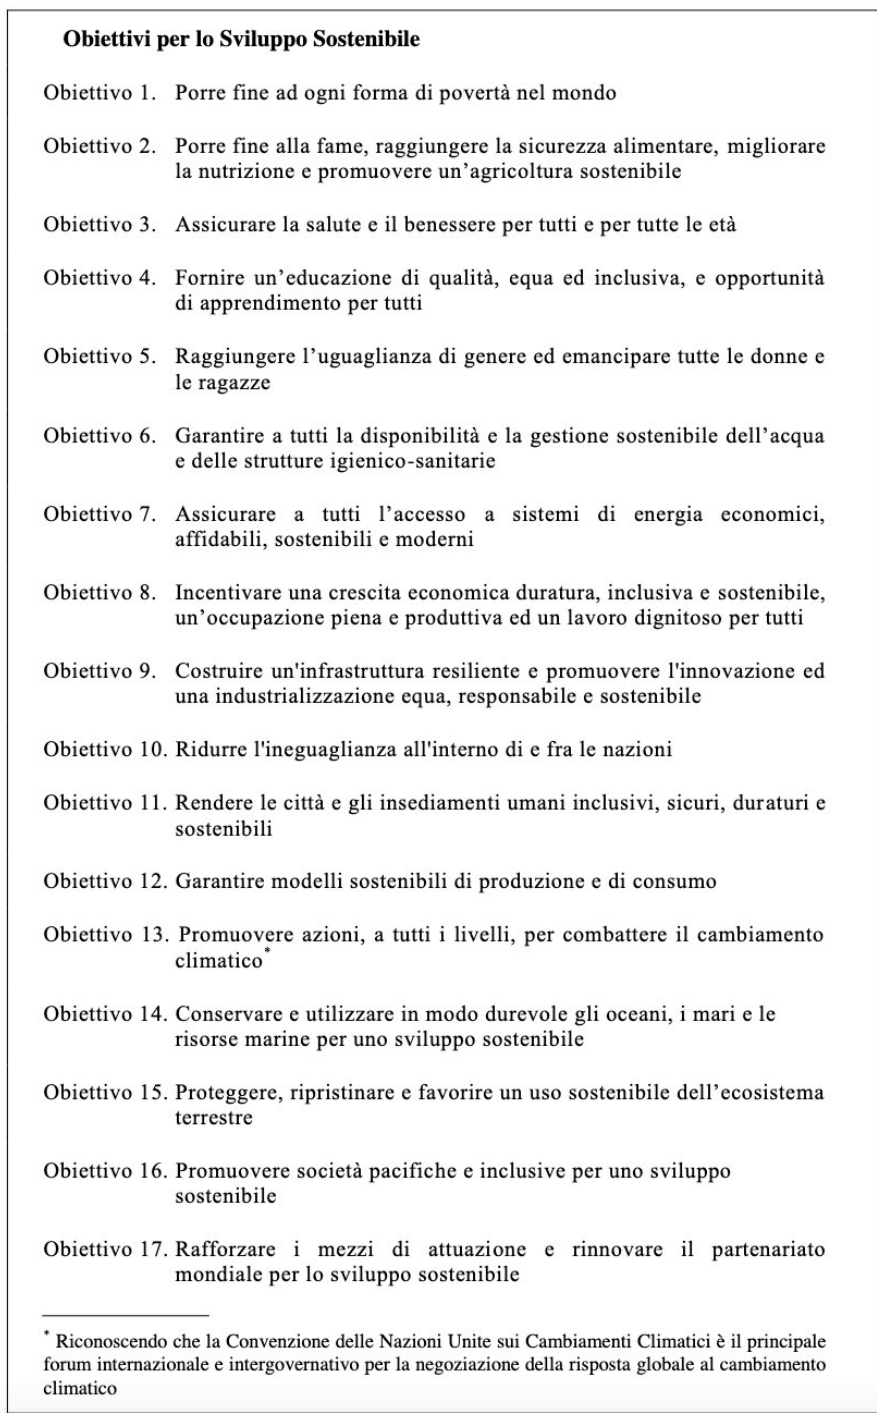 Obiettivi per lo Sviluppo Sostenibile
Obiettivo 1. Porre fine ad ogni forma di povertà nel mondo
Obiettivo 2. Porre fine alla fame, raggiungere la sicurezza alimentare, migliorare
la nutrizione e promuovere un’agricoltura sostenibile
Obiettivo 3. Assicurare la salute e il benessere per tutti e per tutte le età
Obiettivo 4. Fornire un’educazione di qualità, equa ed inclusiva, e opportunità
di apprendimento per tutti
Obiettivo 5. Raggiungere l’uguaglianza di genere ed emancipare tutte le donne e
le ragazze
Obiettivo 6. Garantire a tutti la disponibilità e la gestione sostenibile dell’acqua
e delle strutture igienico-sanitarie
Obiettivo 7. Assicurare a tutti l’accesso a sistemi di energia economici,
affidabili, sostenibili e moderni
Obiettivo 8. Incentivare una crescita economica duratura, inclusiva e sostenibile,
un’occupazione piena e produttiva ed un lavoro dignitoso per tutti
Obiettivo 9. Costruire un'infrastruttura resiliente e promuovere l'innovazione ed
una industrializzazione equa, responsabile e sostenibile
Obiettivo 10. Ridurre l'ineguaglianza all'interno di e fra le nazioni
Obiettivo 11. Rendere le città e gli insediamenti umani inclusivi, sicuri, duraturi e
sostenibili
Obiettivo 12. Garantire modelli sostenibili di produzione e di consumo
Obiettivo 13. Promuovere azioni, a tutti i livelli, per combattere il cambiamento
climatico*
Obiettivo 14. Conservare e utilizzare in modo durevole gli oceani, i mari e le
risorse marine per uno sviluppo sostenibile
Obiettivo 15. Proteggere, ripristinare e favorire un uso sostenibile dell’ecosistema
terrestre
Obiettivo 16. Promuovere società pacifiche e inclusive per uno sviluppo
sostenibile
Obiettivo 17. Rafforzare i mezzi di attuazione e rinnovare il partenariato
mondiale per lo sviluppo sostenibile
* Riconoscendo che la Convenzione delle Nazioni Unite sui Cambiamenti Climatici è il principale
forum internazionale e intergovernativo per la negoziazione della risposta globale al cambiamento
climatico